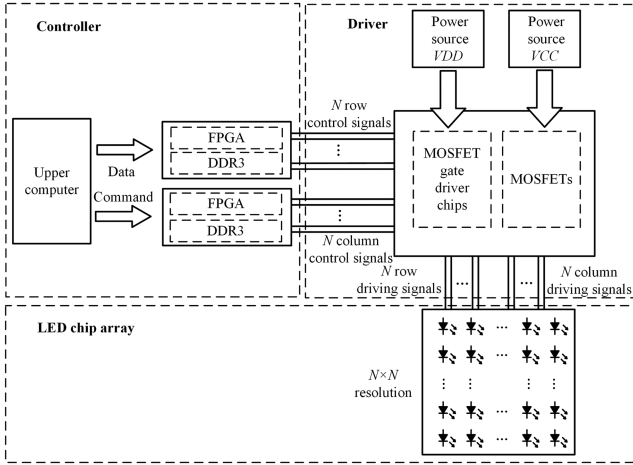 Controller
Driver
Power
source
VDD
Power
source
VCC
N row
control signals
Upper
computer
Data
Command
FPGA
DDR3
...
FPGA
DDR3
...
N column
control signals
MOSFET
gate
driver
chips
MOSFETs
N row
driving signals
...
...
N column
driving signals
LED chip array
N×N
resolution
...
...
...
...
...
...
...
...